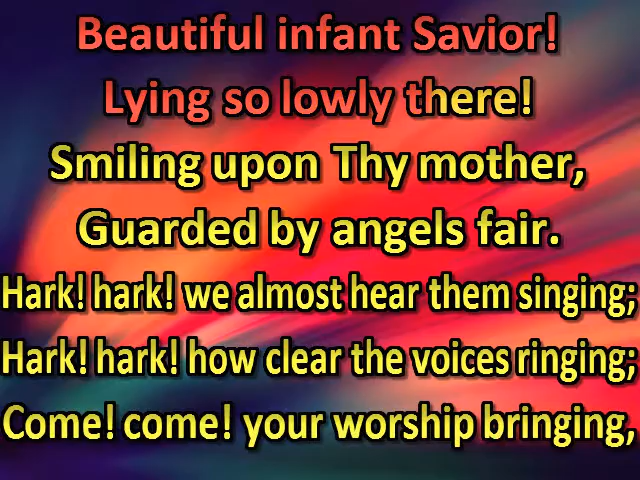 Beautiful infant Savior!
Lying so lowly there!
Smiling upon Thy mother,
Guarded by angels fair.
Hark! hark! we almost hear them singing;
Hark! hark! how clear the voices ringing;
Come! come! your worship bringing,